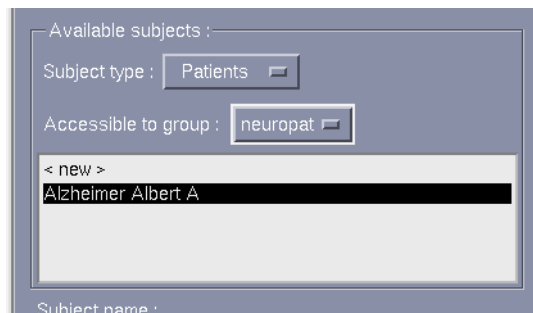 Available subjects :
Subject type : Patients
Accessible to group : neuropat
< new >
Alzheimer Albert A
Subject name :